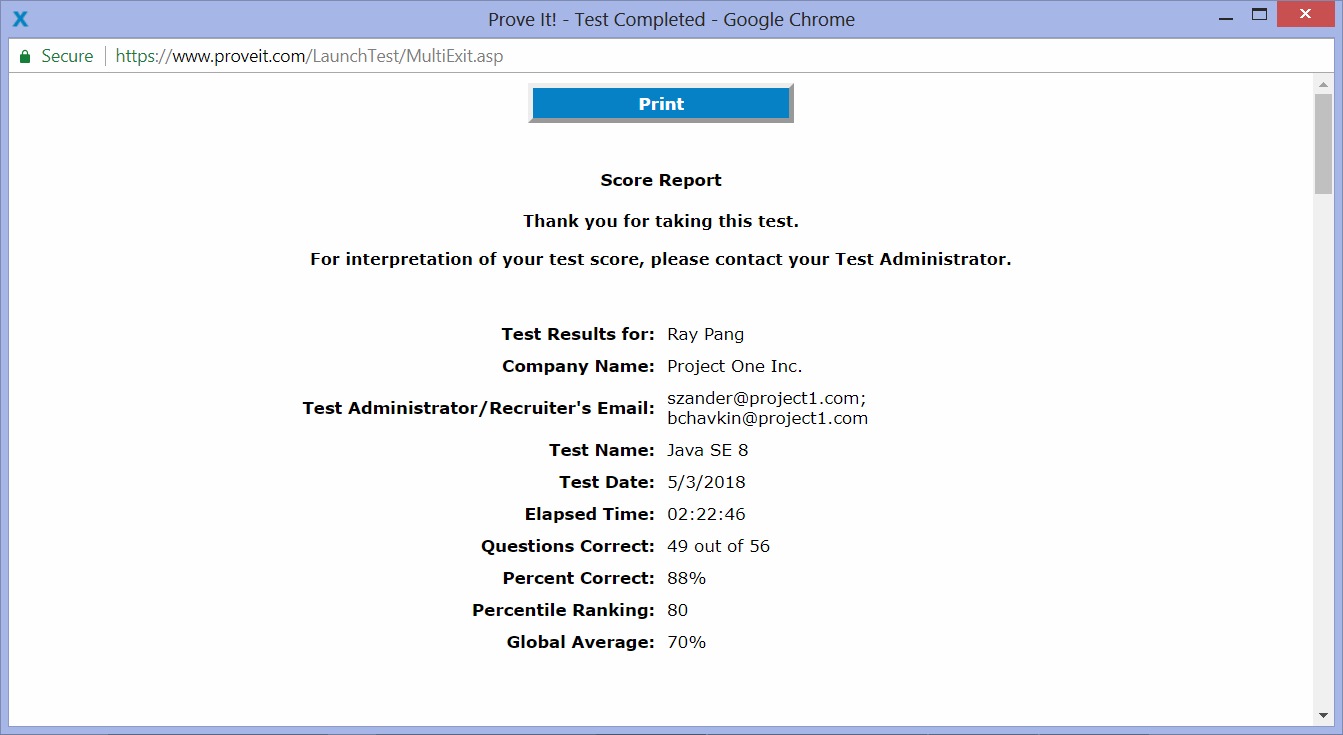 Prove It! - Test Completed - Google Chrome
Secure https://www.proveit.com/LaunchTest/MultiExit.asp
Print
Score Report
Thank you for taking this test.
For interpretation of your test score, please contact your Test Administrator.
Test Results for: Ray Pang
Company Name: Project One Inc.
Test Administrator/Recruiter's Email: szander@project1.com;
bchavkin@project1.com
Test Name: Java SE 8
Test Date: 5/3/2018
Elapsed Time: 02:22:46
Questions Correct: 49 out of 56
Percent Correct: 88%
Percentile Ranking: 80
Global Average: 70%